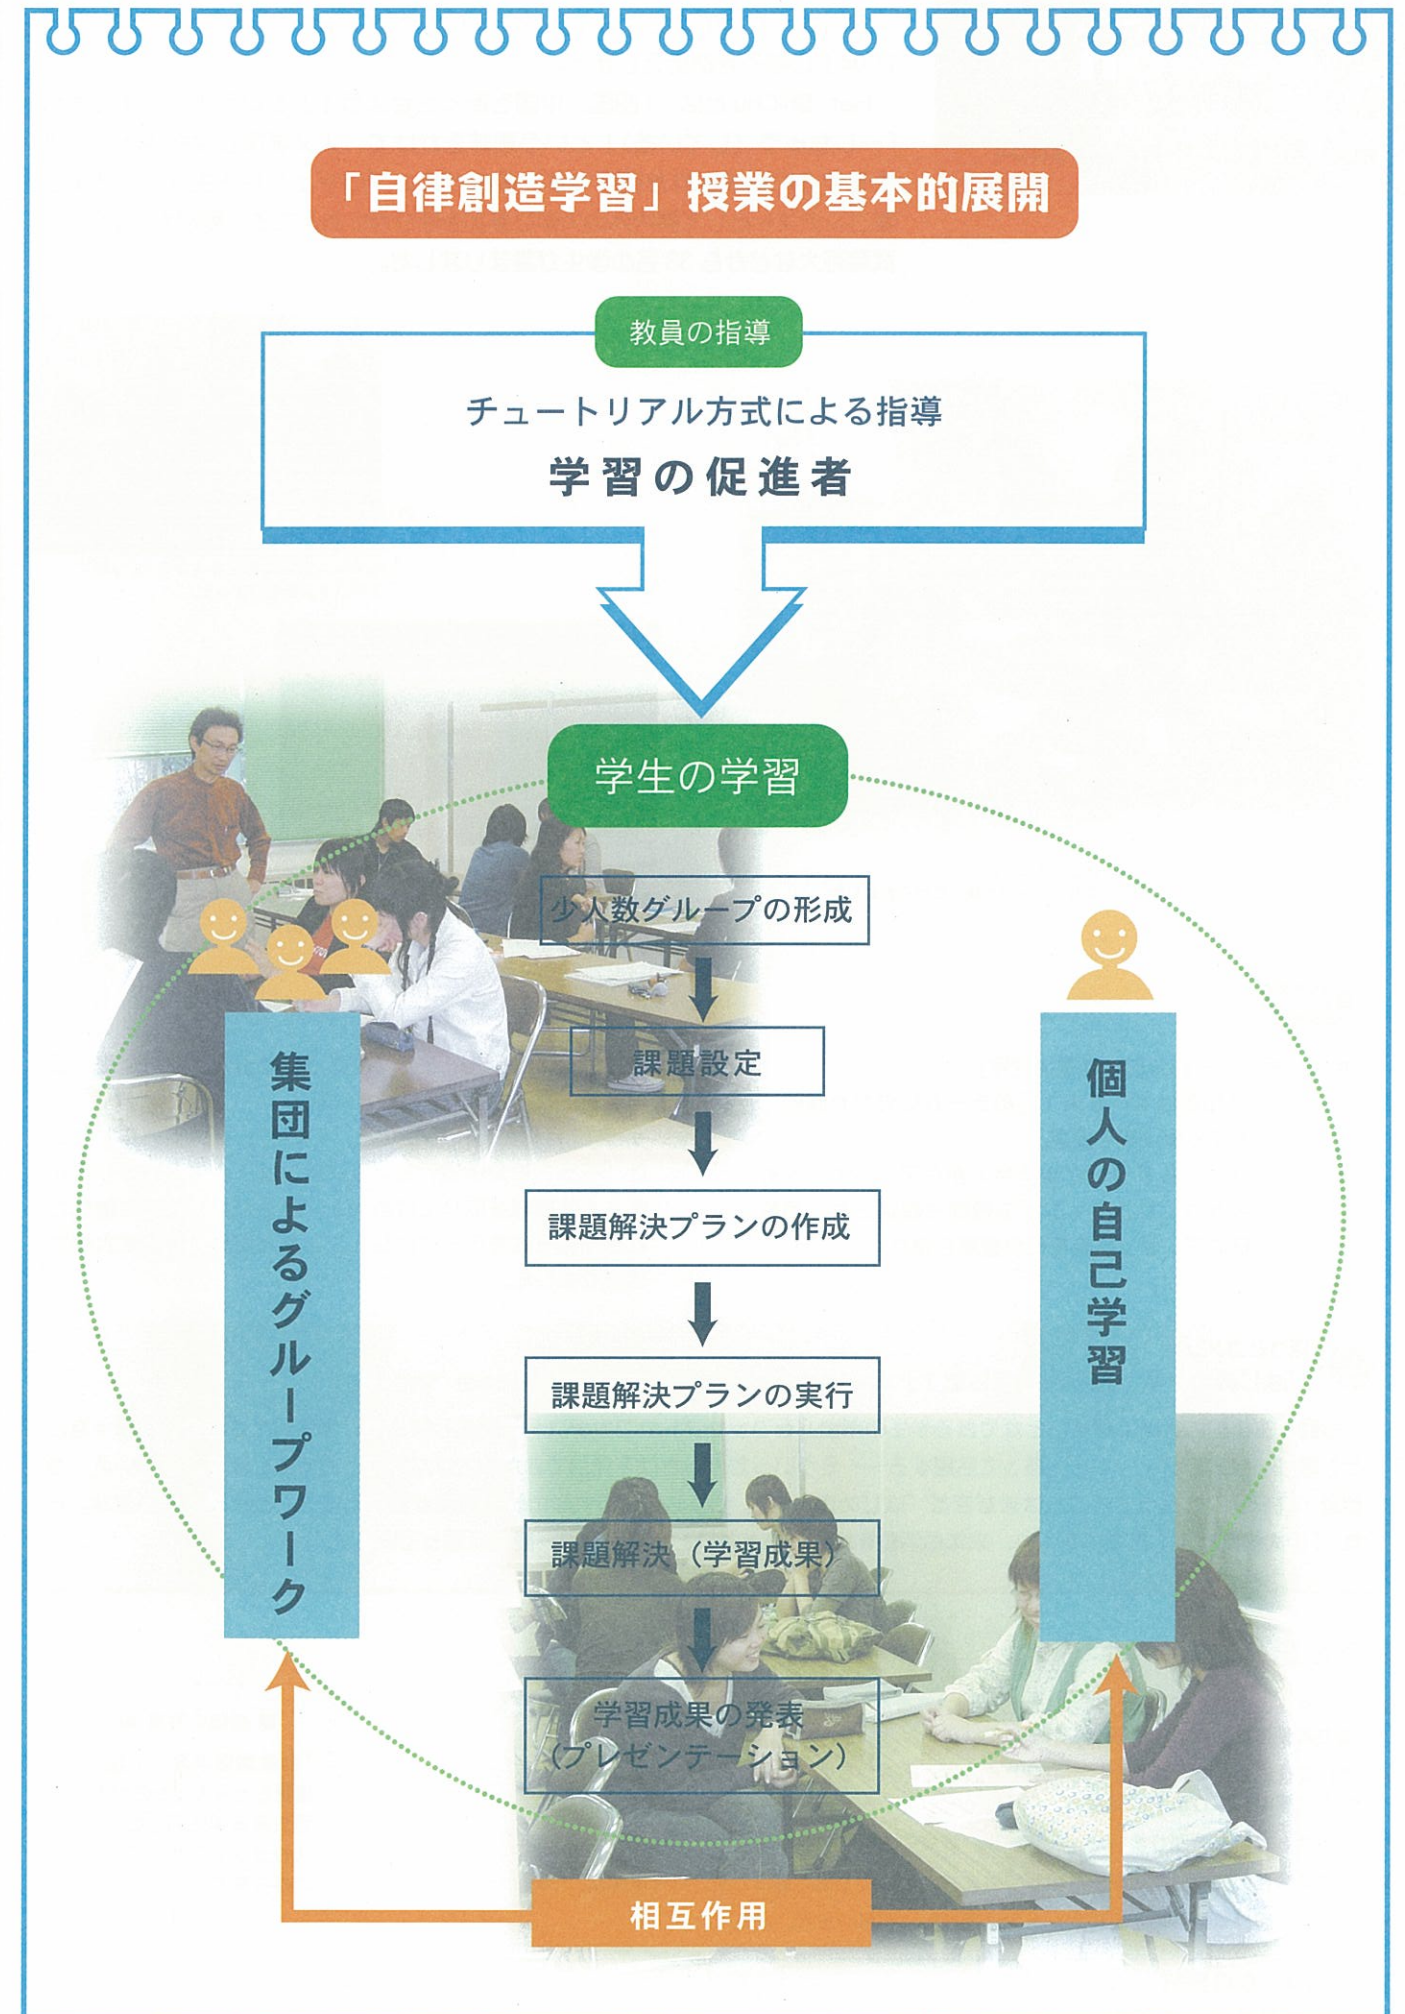 「自律創造学習」授業の基本的展開
教員の指導
チュートリアル方式による指導
学習の促進者
学生の学習
少人数グループの形成
課題設定
課題解決プランの作成
課題解決プランの実行
課題解決（学習成果）
学習成果の発表
（プレゼンテーション）
集団によるグループワーク
個人の自己学習
相互作用